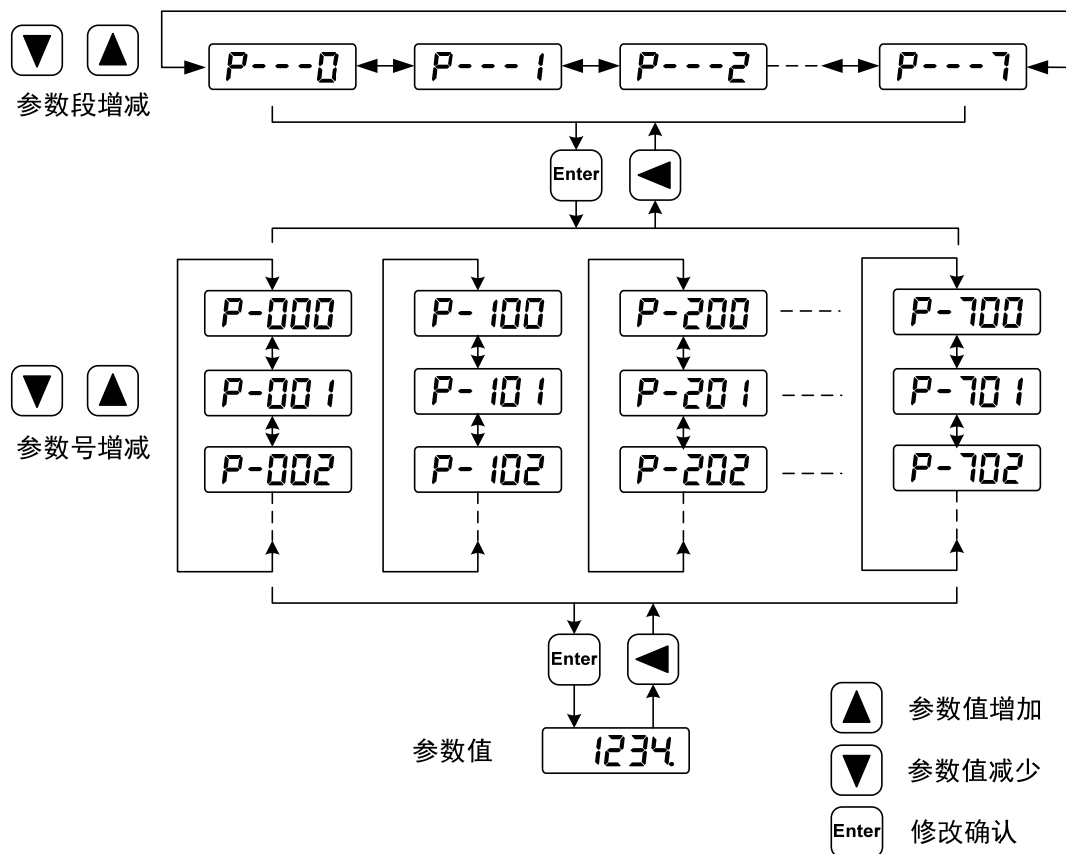 P---0 P---1 P---2 P---7
参数段增减
Enter
P-000 P-100 P-200 P-700
P-001 P-101 P-201 P-701
参数号增减
P-002 P-102 P-202 P-702
Enter
参数值 1234.
参数值增加
参数值减少
Enter 修改确认